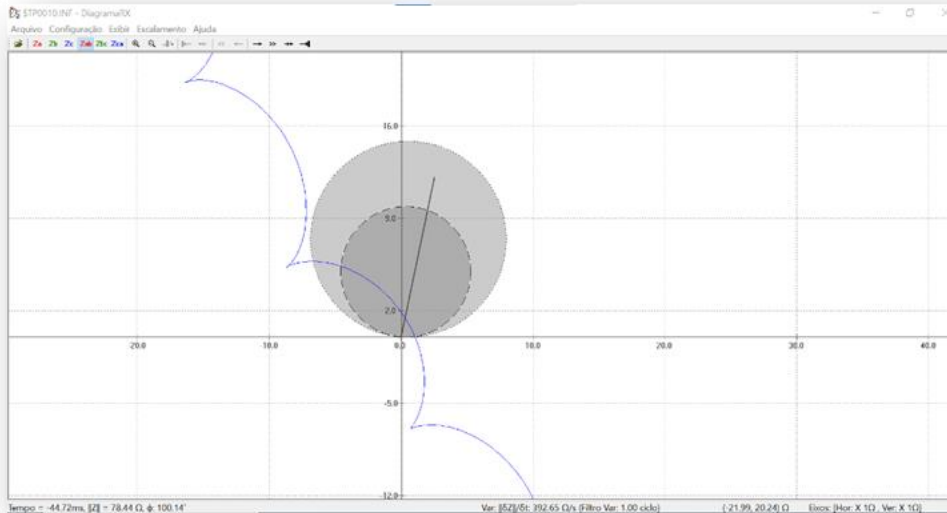 $TP0010.INF - DiagramaRX
Arquivo Configuração Exibir Escalamento Ajuda
Za Zb Zc Zab Zbc Zca
16.0
9.0
2.0
20.0 10.0 0.0 10.0 20.0 30.0 40.0
-5.0
-12.0
Tempo = -44.72ms, |Z| = 78.44 Ω, φ: 100.14° Var: |δZ|/δt: 392.65 Ω/s (Filtro Var: 1.00 ciclo) (-21.99, 20.24) Ω Eixos: [Hor: X 1Ω , Ver: X 1Ω]